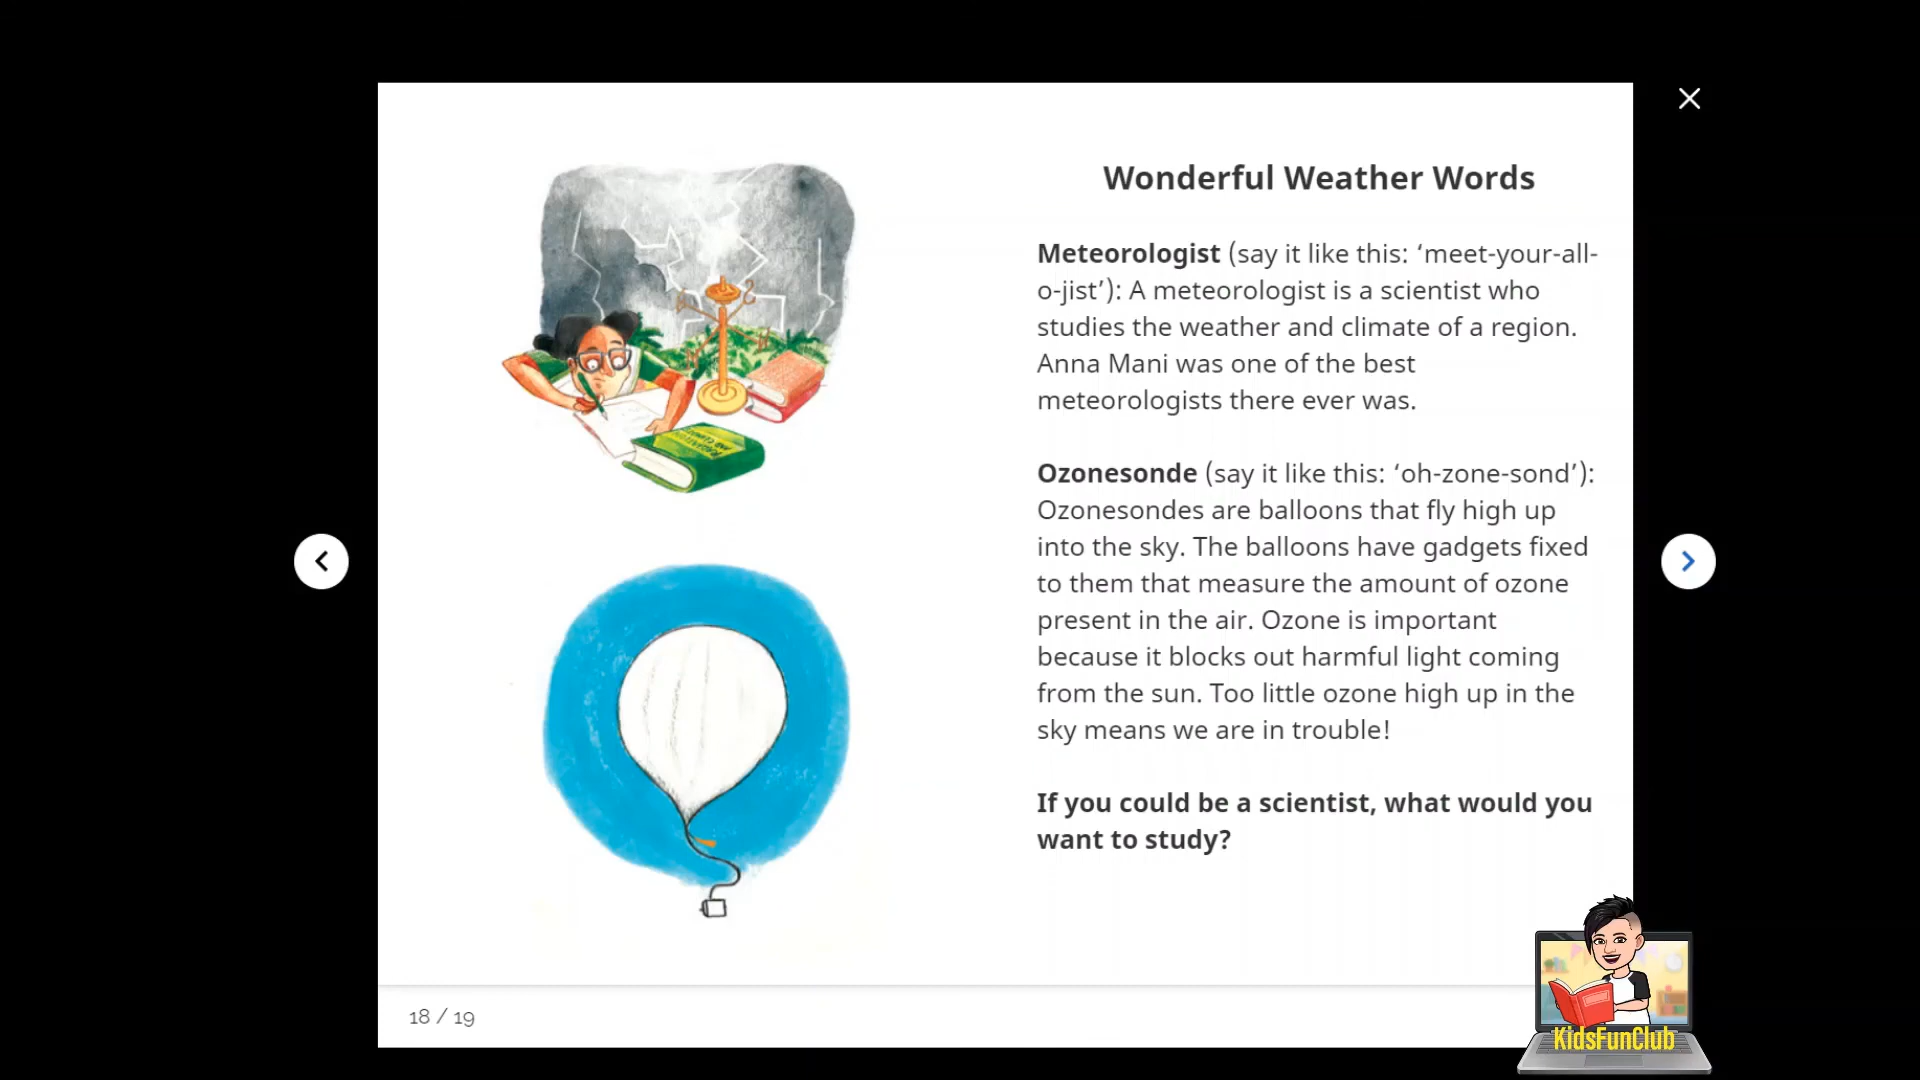 Wonderful Weather Words
Meteorologist (say it like this: ‘meet-your-all-
o-jist’): A meteorologist is a scientist who
studies the weather and climate of a region.
Anna Mani was one of the best
meteorologists there ever was.
Ozonesonde (say it like this: ‘oh-zone-sond’):
Ozonesondes are balloons that fly high up
into the sky. The balloons have gadgets fixed
to them that measure the amount of ozone
present in the air. Ozone is important
because it blocks out harmful light coming
from the sun. Too little ozone high up in the
sky means we are in trouble!
If you could be a scientist, what would you
want to study?
18 / 19
KidsFunClub